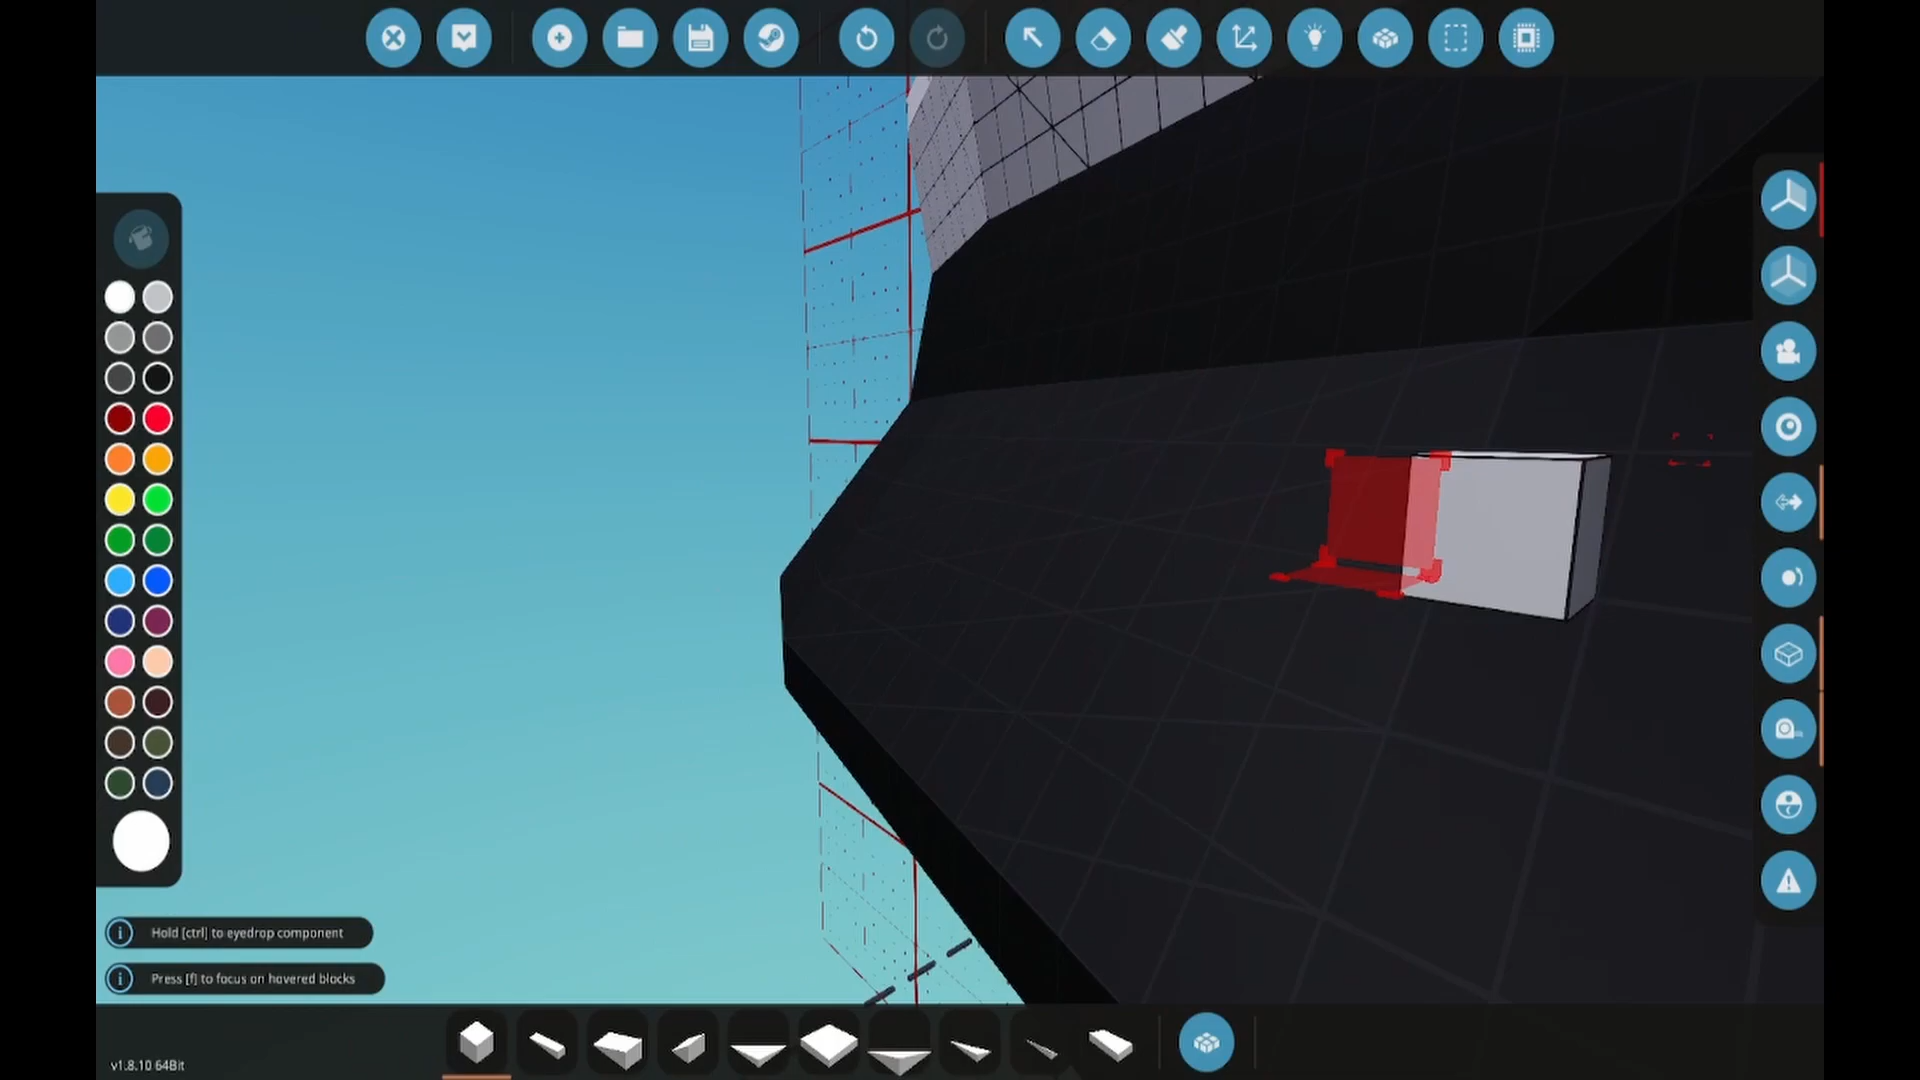 Hold [ctrl] to eyedrop component
Press [f] to focus on hovered blocks
v1.8.10 64Bit